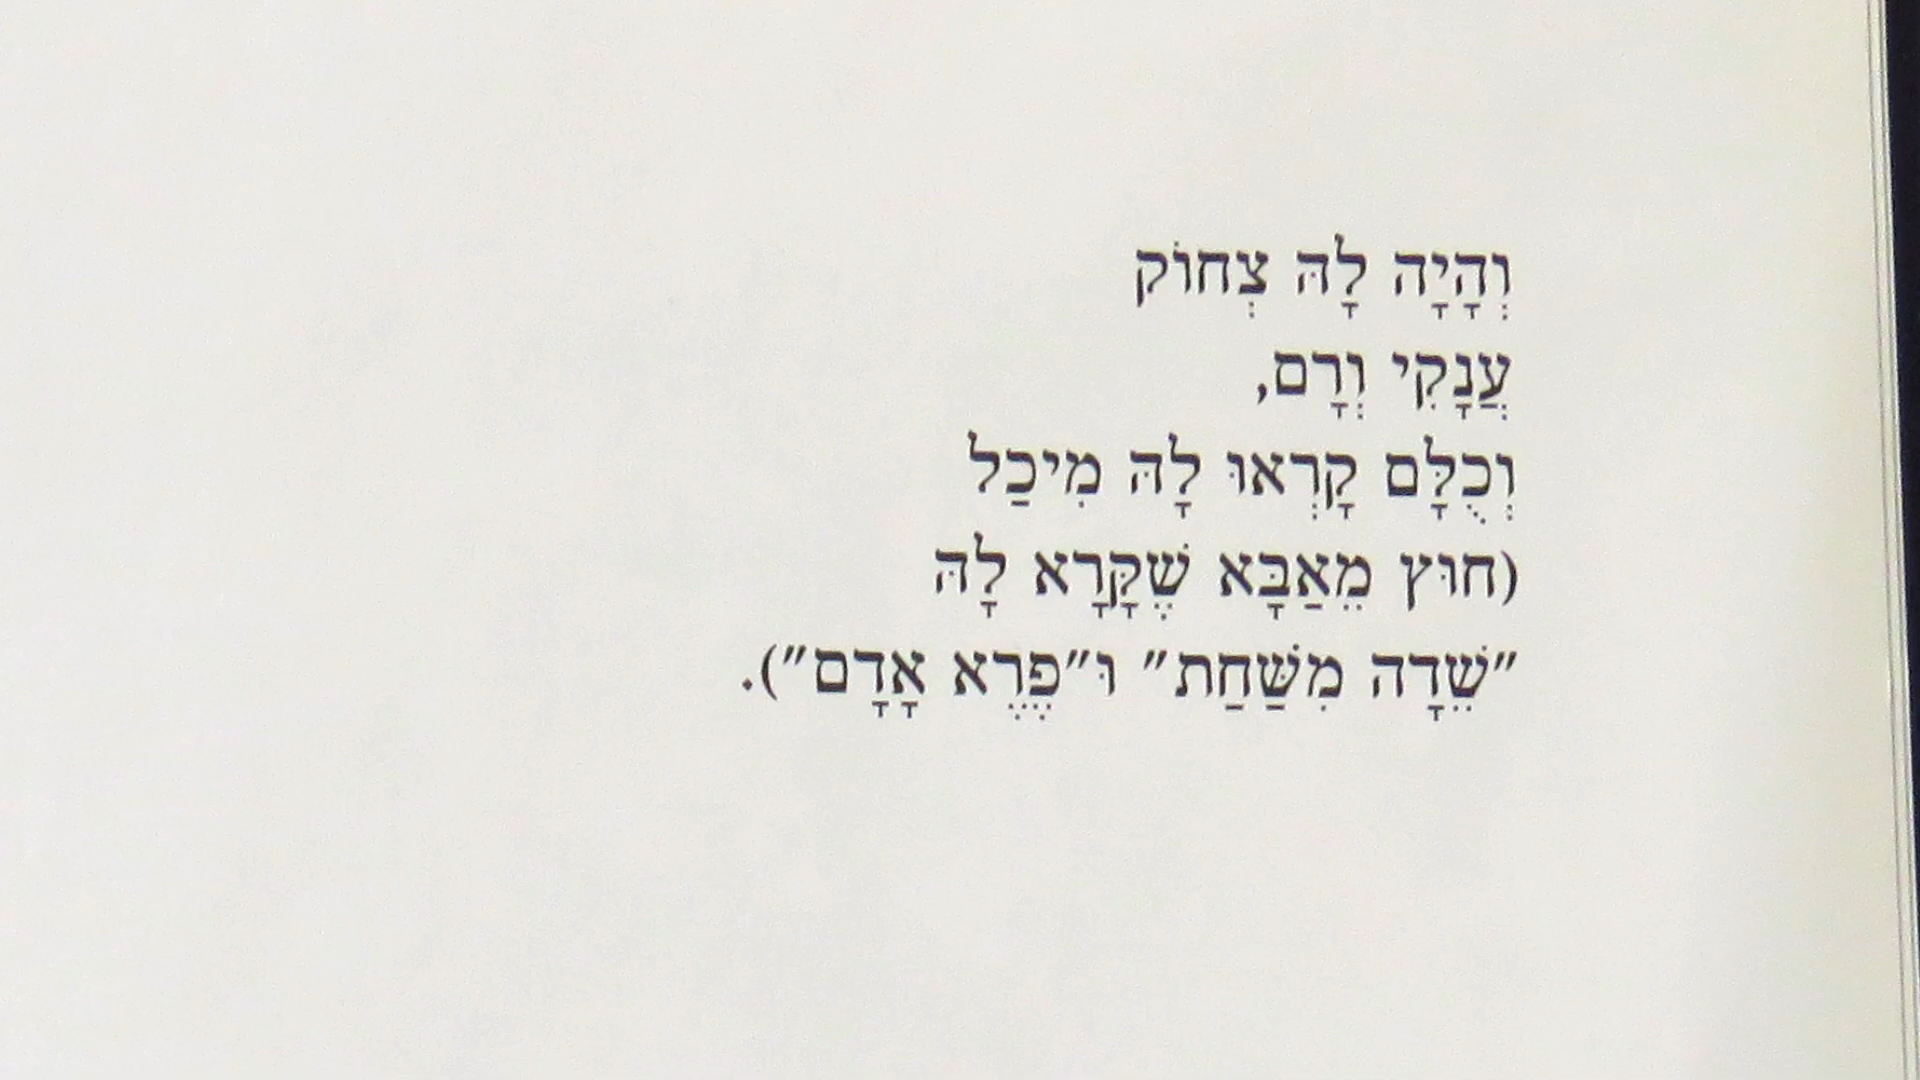 וְהָיָה לָהּ צְחוֹק
עֲנָקִי וְרָם,
וְכֻלָּם קָרְאוּ לָהּ מִיכַל
(חוּץ מֵאַבָּא שֶׁקָּרָא לָהּ
"שֵׁדָה מִשַּׁחַת" וּ"פֶּרֶא אָדָם").